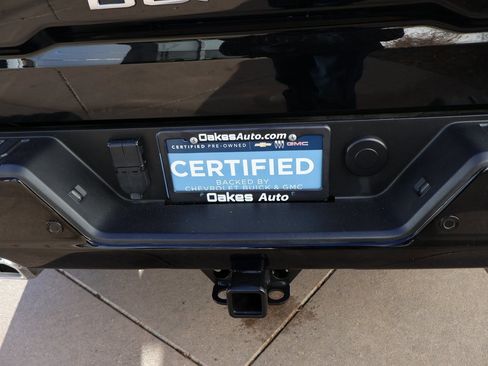 OakesAuto.com
CERTIFIED PRE-OWNED GMC
CERTIFIED
BACKED BY
CHEVROLET BUICK & GMC
Oakes Auto